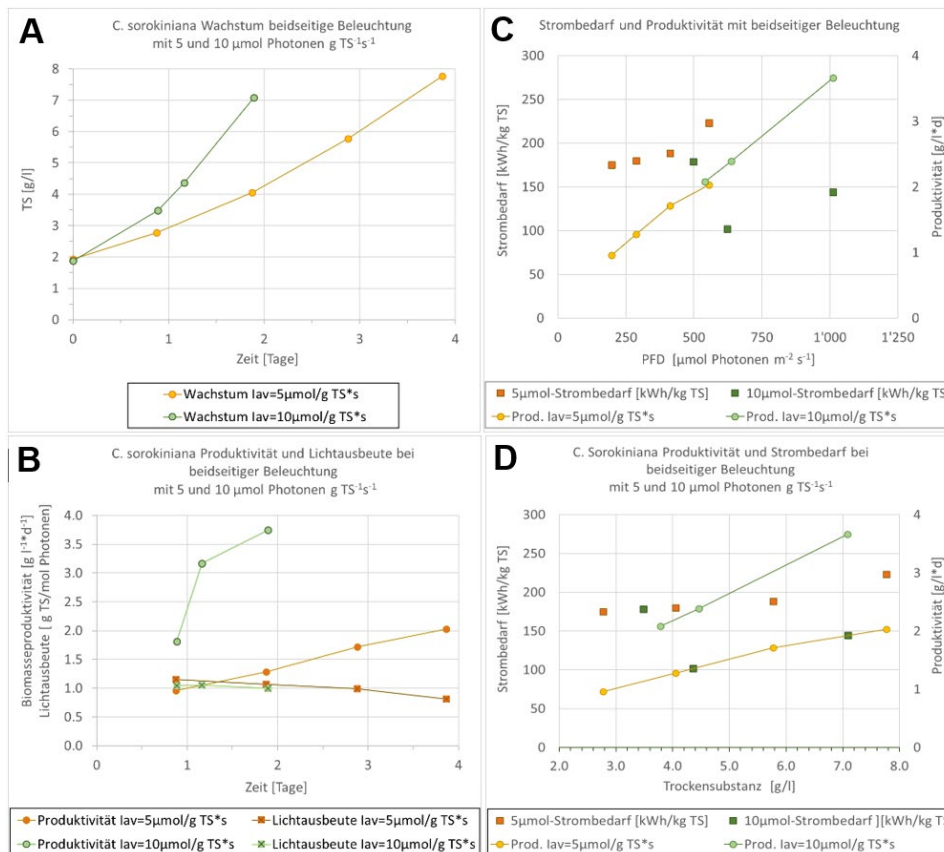 A
C. sorokiniana Wachstum beidseitige Beleuchtung
mit 5 und 10 µmol Photonen g TS⁻¹s⁻¹
TS [g/l]
8
7
6
5
4
3
2
1
0
0 1 2 3 4
Zeit [Tage]
Wachstum Iav=5µmol/g TS*s
Wachstum Iav=10µmol/g TS*s
C
Strombedarf und Produktivität mit beidseitiger Beleuchtung
Strombedarf [kWh/kg TS]
300
250
200
150
100
50
0
4
3
2
1
0
Produktivität [g/l*d]
0 250 500 750 1'000 1'250
PFD [µmol Photonen m⁻² s⁻¹]
5µmol-Strombedarf [kWh/kg TS] 10µmol-Strombedarf [kWh/kg TS
Prod. Iav=5µmol/g TS*s Prod. Iav=10µmol/g TS*s
B
C. sorokiniana Produktivität und Lichtausbeute bei
beidseitiger Beleuchtung
mit 5 und 10 µmol Photonen g TS⁻¹s⁻¹
Biomasseproduktivität [g l⁻¹*d⁻¹]
Lichtausbeute [ g TS/mol Photonen]
4.0
3.5
3.0
2.5
2.0
1.5
1.0
0.5
0.0
0 1 2 3 4
Zeit [Tage]
Produktivität Iav=5µmol/g TS*s Lichtausbeute Iav=5µmol/g TS*s
Produktivität Iav=10µmol/g TS*s Lichtausbeute Iav=10µmol/g TS*s
D
C. Sorokiniana Produktivität und Strombedarf bei
beidseitiger Beleuchtung
mit 5 und 10 µmol Photonen g TS⁻¹s⁻¹
Strombedarf [kWh/kg TS]
300
250
200
150
100
50
0
4
3
2
1
0
Produktivität [g/l*d]
2.0 3.0 4.0 5.0 6.0 7.0 8.0
Trockensubstanz [g/l]
5µmol-Strombedarf [kWh/kg TS] 10µmol-Strombedarf ][kWh/kg TS]
Prod. Iav=5µmol/g TS*s Prod. Iav=10µmol/g TS*s